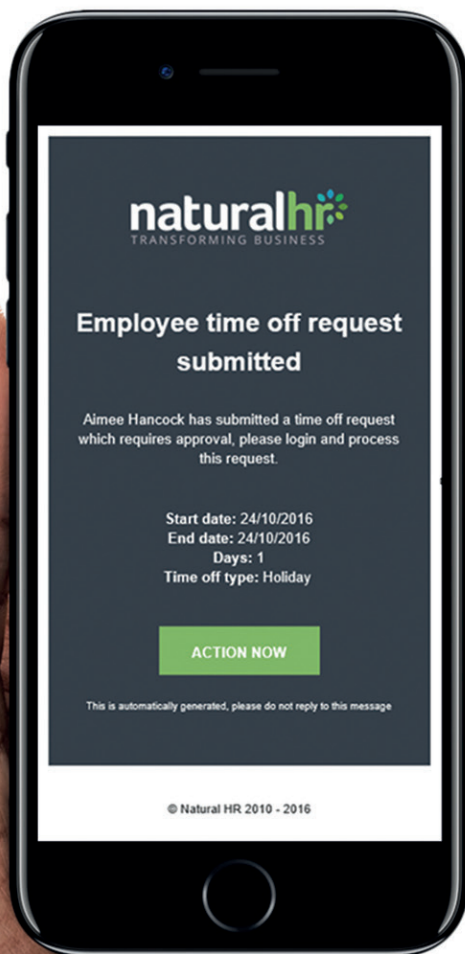 naturalhr
TRANSFORMING BUSINESS
Employee time off request
submitted
Aimee Hancock has submitted a time off request
which requires approval, please login and process
this request.
Start date: 24/10/2016
End date: 24/10/2016
Days: 1
Time off type: Holiday
ACTION NOW
This is automatically generated, please do not reply to this message
© Natural HR 2010 - 2016